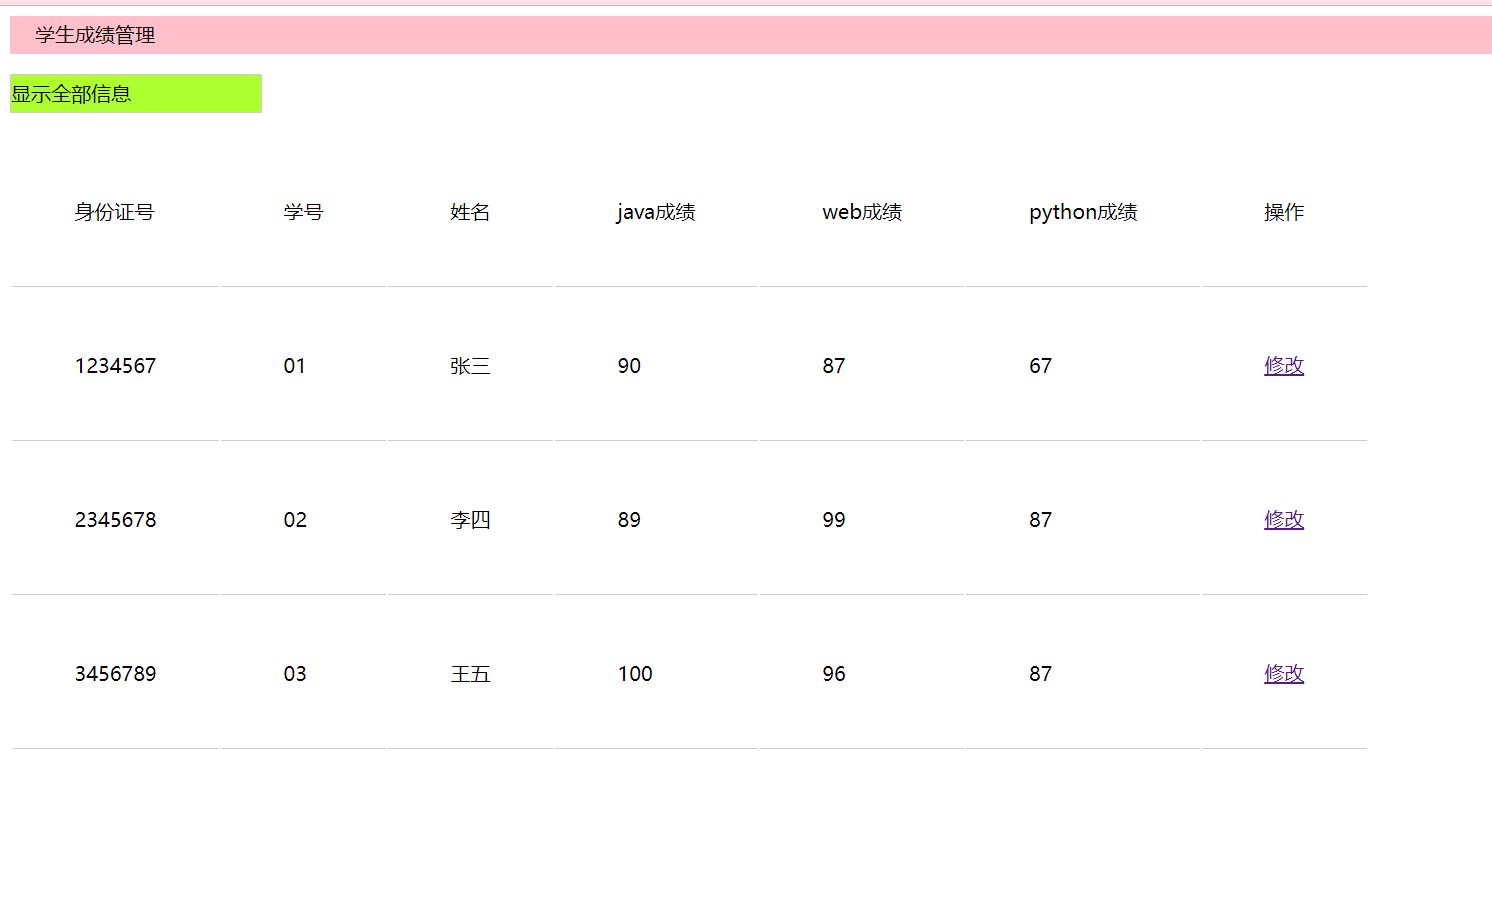 学生成绩管理
显示全部信息
身份证号 学号 姓名 java成绩 web成绩 python成绩 操作
1234567 01 张三 90 87 67 修改
2345678 02 李四 89 99 87 修改
3456789 03 王五 100 96 87 修改